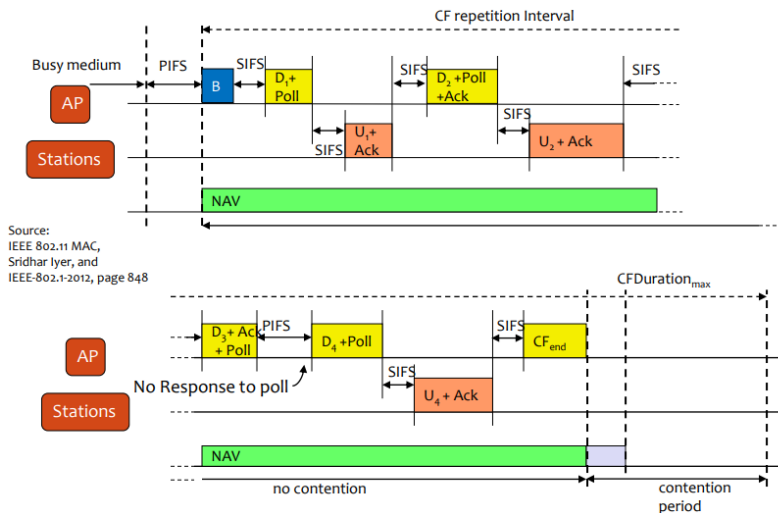 CF repetition Interval
Busy medium
PIFS
SIFS
SIFS
SIFS
B
D1+
Poll
D2+Poll
+Ack
AP
SIFS
U1+
Ack
SIFS
U2 + Ack
Stations
NAV
Source:
IEEE 802.11 MAC,
Sridhar Iyer, and
IEEE-802.1-2012, page 848
CFDurationmax
D3+ Ack
+ Poll
PIFS
D4 +Poll
SIFS
CFend
AP
No Response to poll
SIFS
U4 + Ack
Stations
NAV
no contention
contention
period